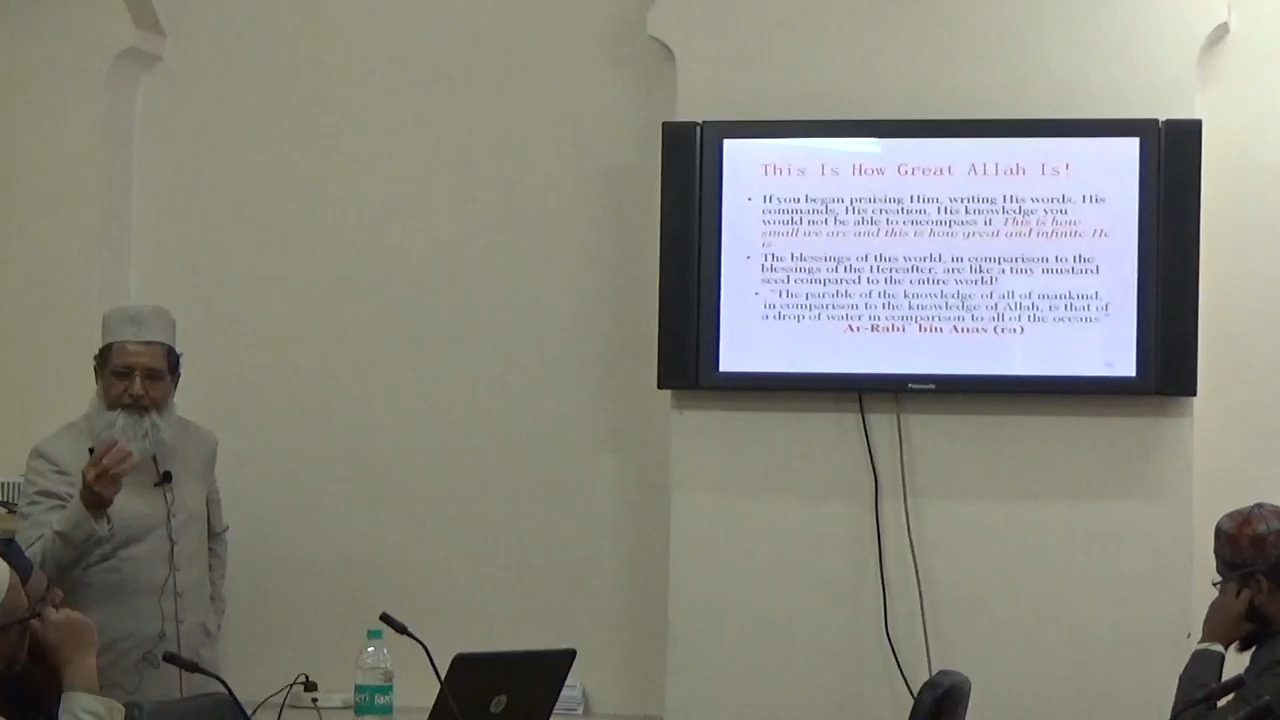 This Is How Great Allah Is!
• If you began praising Him, writing His words, His
commands, His creation, His knowledge you
would not be able to encompass it This is how
small we are and this is how great and infinite He
is
• The blessings of this world, in comparison to the
blessings of the Hereafter, are like a tiny mustard
seed compared to the entire world!
• "The parable of the knowledge of all of mankind,
in comparison to the knowledge of Allah, is that of
a drop of water in comparison to all of the oceans"
Ar-Rabi` bin Anas (ra)
Panasonic
hp